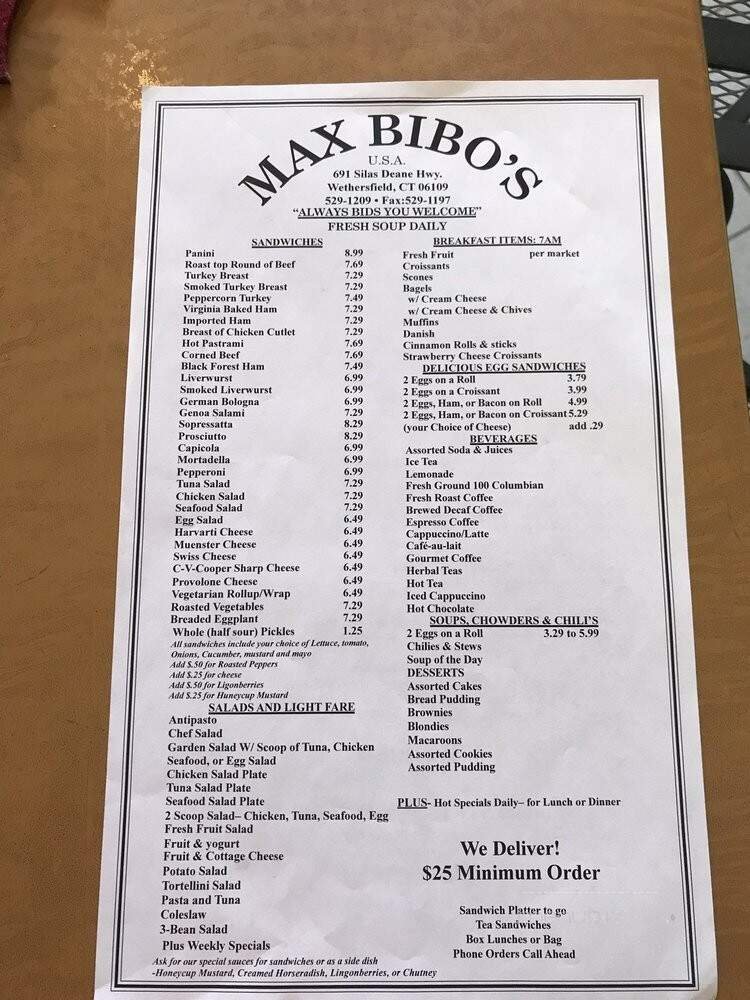 MAX BIBO'S
U.S.A.
691 Silas Deane Hwy.
Wethersfield, CT 06109
529-1209 • Fax:529-1197
"ALWAYS BIDS YOU WELCOME"
FRESH SOUP DAILY
SANDWICHES
Panini 8.99
Roast top Round of Beef 7.69
Turkey Breast 7.29
Smoked Turkey Breast 7.29
Peppercorn Turkey 7.49
Virginia Baked Ham 7.29
Imported Ham 7.29
Breast of Chicken Cutlet 7.29
Hot Pastrami 7.69
Corned Beef 7.69
Black Forest Ham 7.49
Liverwurst 6.99
Smoked Liverwurst 6.99
German Bologna 6.99
Genoa Salami 7.29
Sopressatta 8.29
Prosciutto 8.29
Capicola 6.99
Mortadella 6.99
Pepperoni 6.99
Tuna Salad 7.29
Chicken Salad 7.29
Seafood Salad 7.29
Egg Salad 6.49
Harvarti Cheese 6.49
Muenster Cheese 6.49
Swiss Cheese 6.49
C-V-Cooper Sharp Cheese 6.49
Provolone Cheese 6.49
Vegetarian Rollup/Wrap 6.49
Roasted Vegetables 7.29
Breaded Eggplant 7.29
Whole (half sour) Pickles 1.25
All sandwiches include your choice of Lettuce, tomato,
Onions, Cucumber, mustard and mayo
Add $.50 for Roasted Peppers
Add $.25 for cheese
Add $.50 for Ligonberries
Add $.25 for Huneycup Mustard
SALADS AND LIGHT FARE
Antipasto
Chef Salad
Garden Salad W/ Scoop of Tuna, Chicken
Seafood, or Egg Salad
Chicken Salad Plate
Tuna Salad Plate
Seafood Salad Plate
2 Scoop Salad– Chicken, Tuna, Seafood, Egg
Fresh Fruit Salad
Fruit & yogurt
Fruit & Cottage Cheese
Potato Salad
Tortellini Salad
Pasta and Tuna
Coleslaw
3-Bean Salad
Plus Weekly Specials
Ask for our special sauces for sandwiches or as a side dish
-Honeycup Mustard, Creamed Horseradish, Lingonberries, or Chutney
BREAKFAST ITEMS: 7AM
Fresh Fruit per market
Croissants
Scones
Bagels
w/ Cream Cheese
w/ Cream Cheese & Chives
Muffins
Danish
Cinnamon Rolls & sticks
Strawberry Cheese Croissants
DELICIOUS EGG SANDWICHES
2 Eggs on a Roll 3.79
2 Eggs on a Croissant 3.99
2 Eggs, Ham, or Bacon on Roll 4.99
2 Eggs, Ham, or Bacon on Croissant 5.29
(your Choice of Cheese) add .29
BEVERAGES
Assorted Soda & Juices
Ice Tea
Lemonade
Fresh Ground 100 Columbian
Fresh Roast Coffee
Brewed Decaf Coffee
Espresso Coffee
Cappuccino/Latte
Café-au-lait
Gourmet Coffee
Herbal Teas
Hot Tea
Iced Cappuccino
Hot Chocolate
SOUPS, CHOWDERS & CHILI'S
2 Eggs on a Roll 3.29 to 5.99
Chilies & Stews
Soup of the Day
DESSERTS
Assorted Cakes
Bread Pudding
Brownies
Blondies
Macaroons
Assorted Cookies
Assorted Pudding
PLUS- Hot Specials Daily– for Lunch or Dinner
We Deliver!
$25 Minimum Order
Sandwich Platter to go
Tea Sandwiches
Box Lunches or Bag
Phone Orders Call Ahead